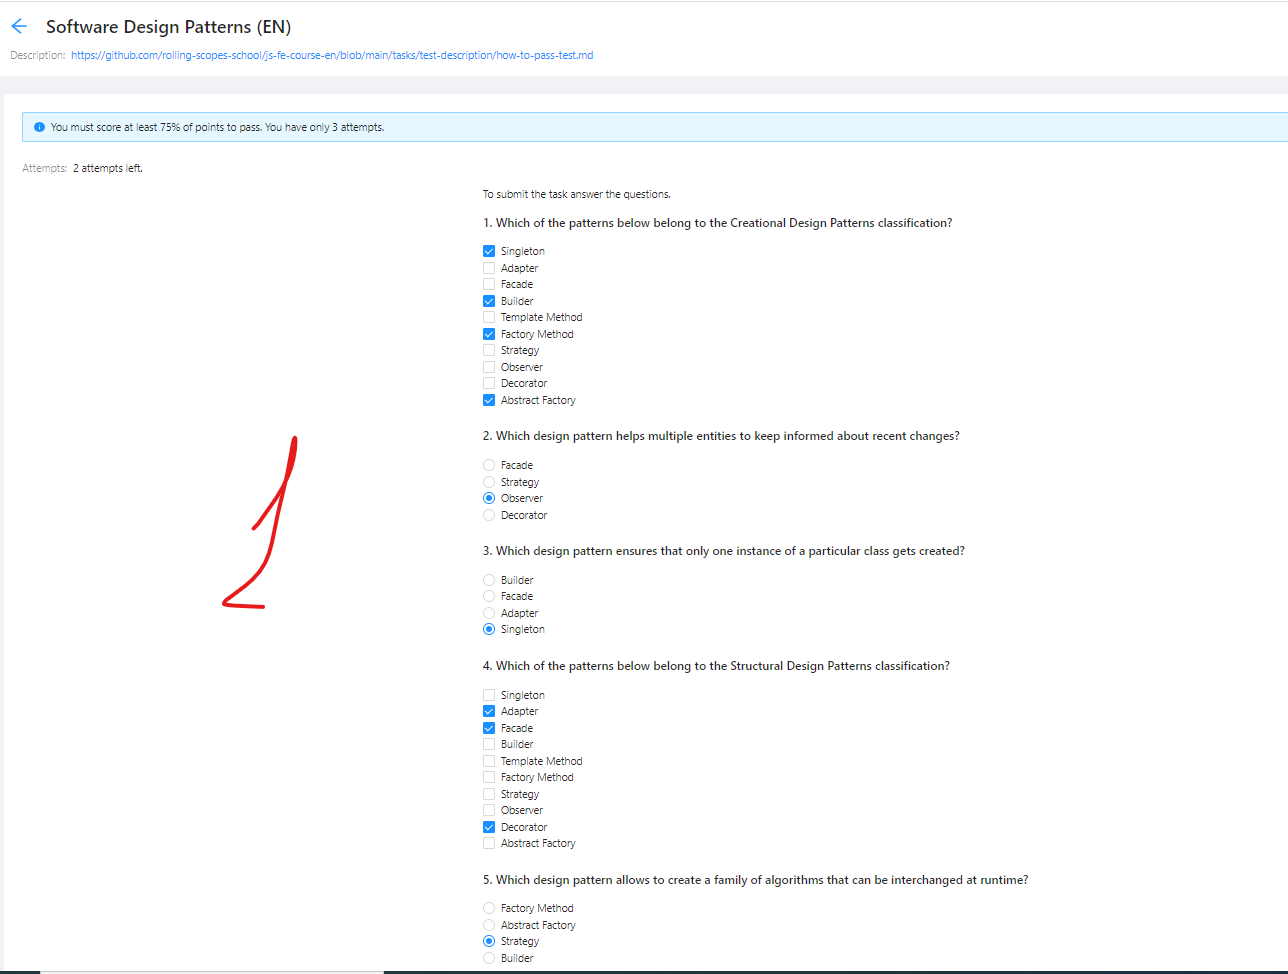 Software Design Patterns (EN)
Description: https://github.com/rolling-scopes-school/js-fe-course-en/blob/main/tasks/test-description/how-to-pass-test.md
You must score at least 75% of points to pass. You have only 3 attempts.
Attempts: 2 attempts left.
To submit the task answer the questions.
1. Which of the patterns below belong to the Creational Design Patterns classification?
Singleton
Adapter
Facade
Builder
Template Method
Factory Method
Strategy
Observer
Decorator
Abstract Factory
2. Which design pattern helps multiple entities to keep informed about recent changes?
Facade
Strategy
Observer
Decorator
1
3. Which design pattern ensures that only one instance of a particular class gets created?
Builder
Facade
Adapter
Singleton
4. Which of the patterns below belong to the Structural Design Patterns classification?
Singleton
Adapter
Facade
Builder
Template Method
Factory Method
Strategy
Observer
Decorator
Abstract Factory
5. Which design pattern allows to create a family of algorithms that can be interchanged at runtime?
Factory Method
Abstract Factory
Strategy
Builder